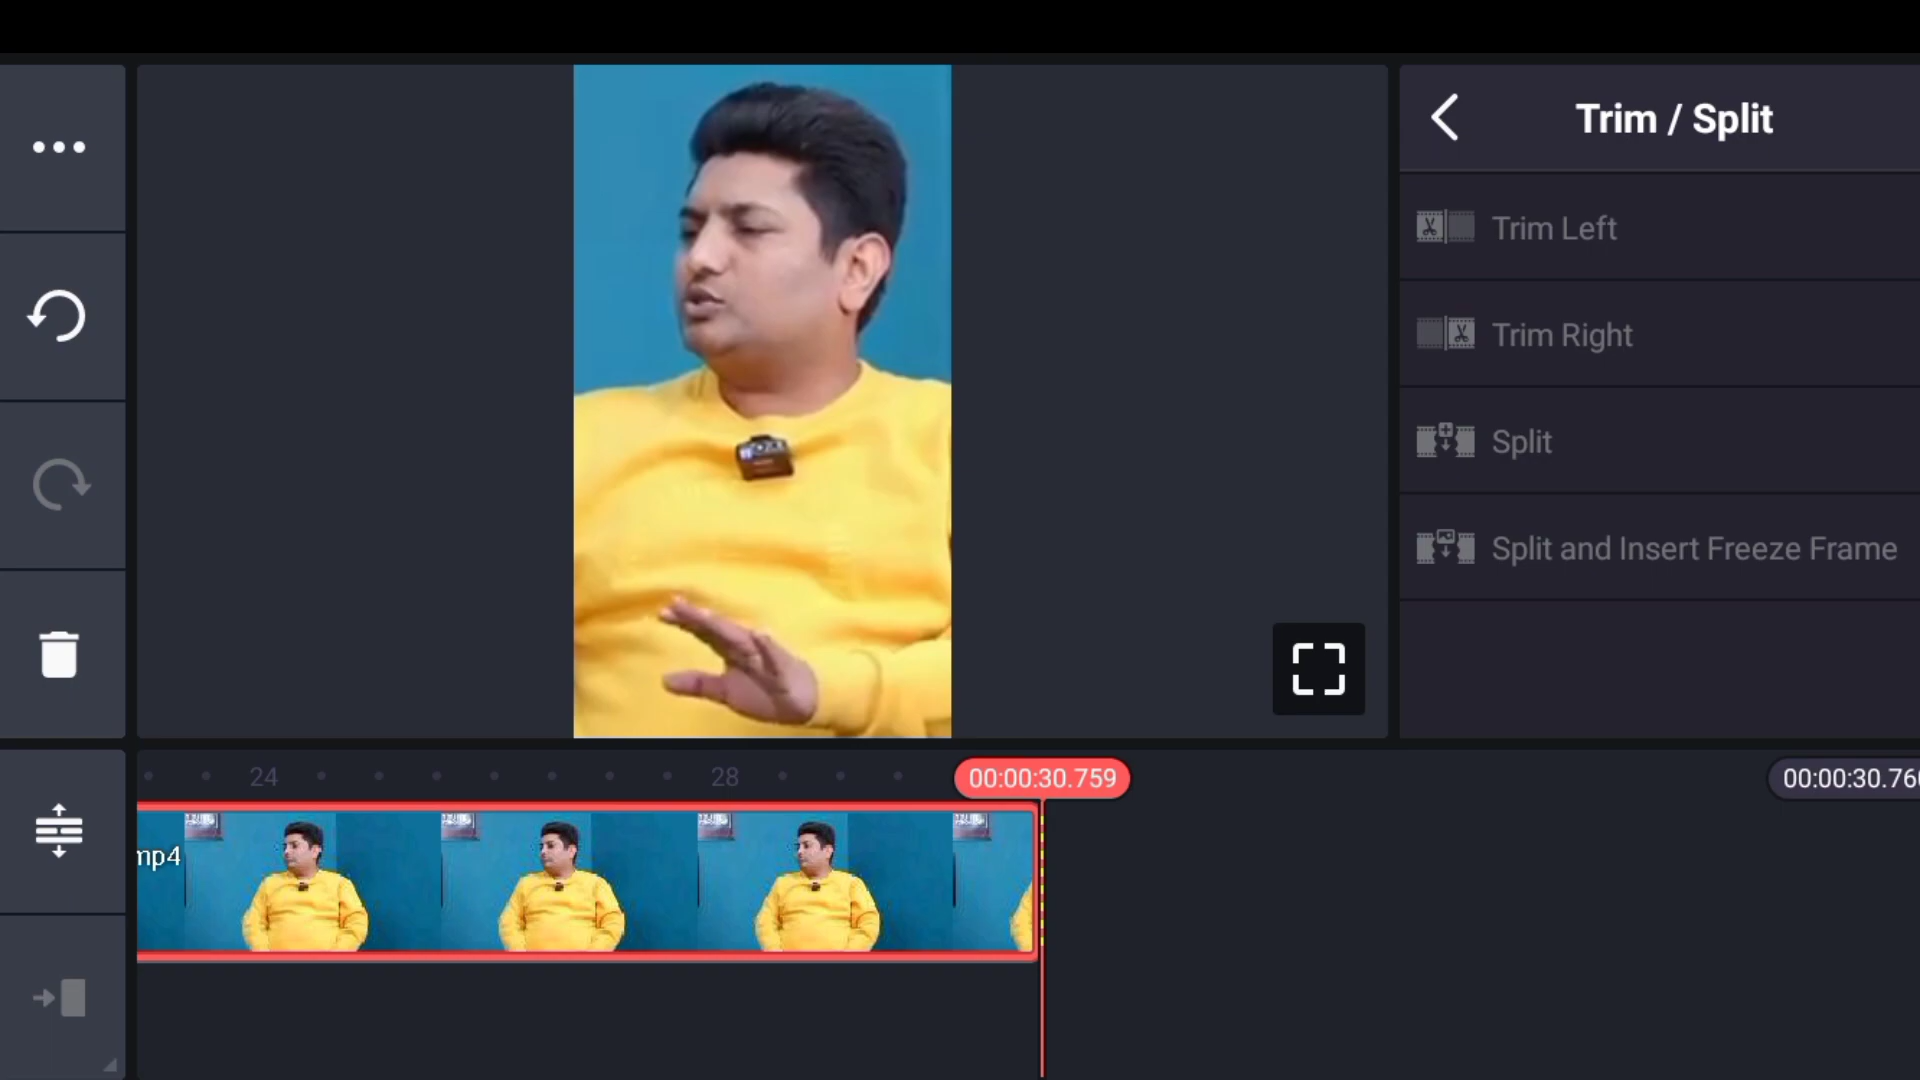 Trim / Split
Trim Left
Trim Right
Split
Split and Insert Freeze Frame
24
28
00:00:30.759
00:00:30.76
mp4